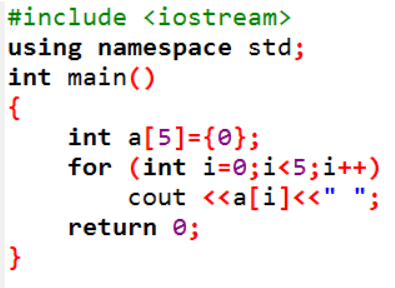 #include <iostream>
using namespace std;
int main()
{
    int a[5]={0};
    for (int i=0;i<5;i++)
        cout <<a[i]<<" ";
    return 0;
}